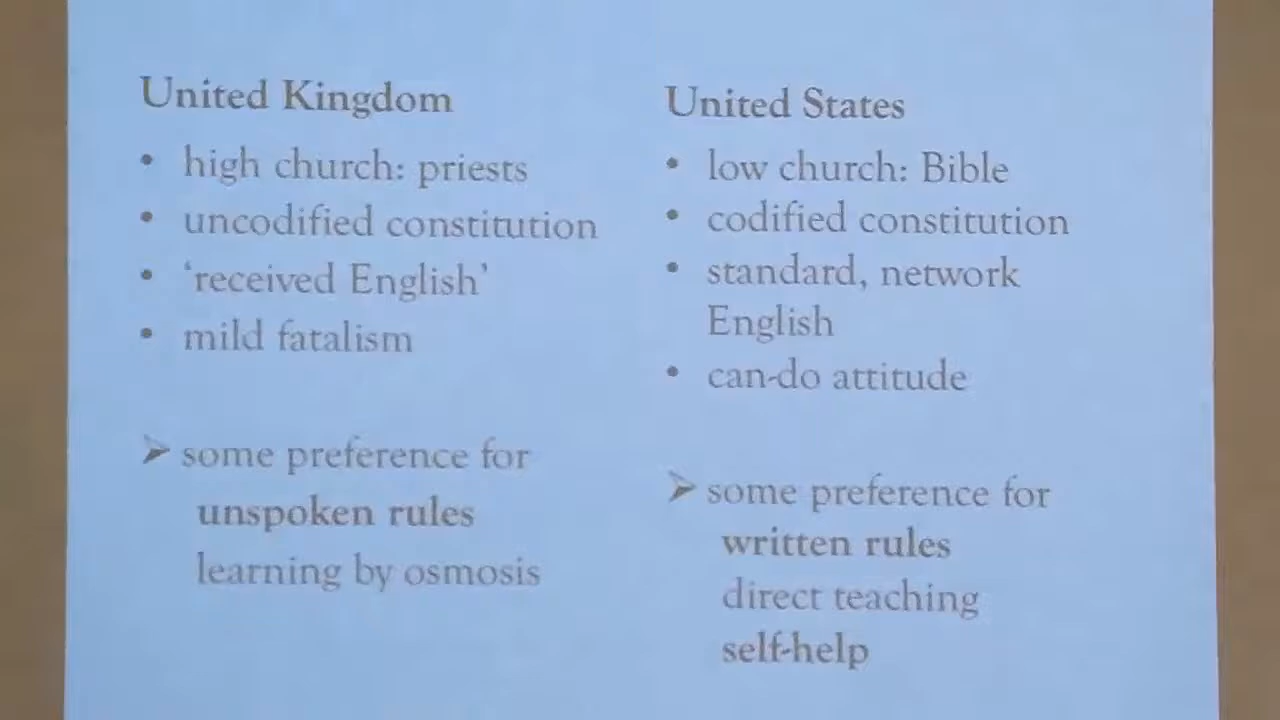 United Kingdom
• high church: priests
• uncodified constitution
• ‘received English’
• mild fatalism
➢ some preference for
unspoken rules
learning by osmosis
United States
• low church: Bible
• codified constitution
• standard, network
English
• can-do attitude
➢ some preference for
written rules
direct teaching
self-help